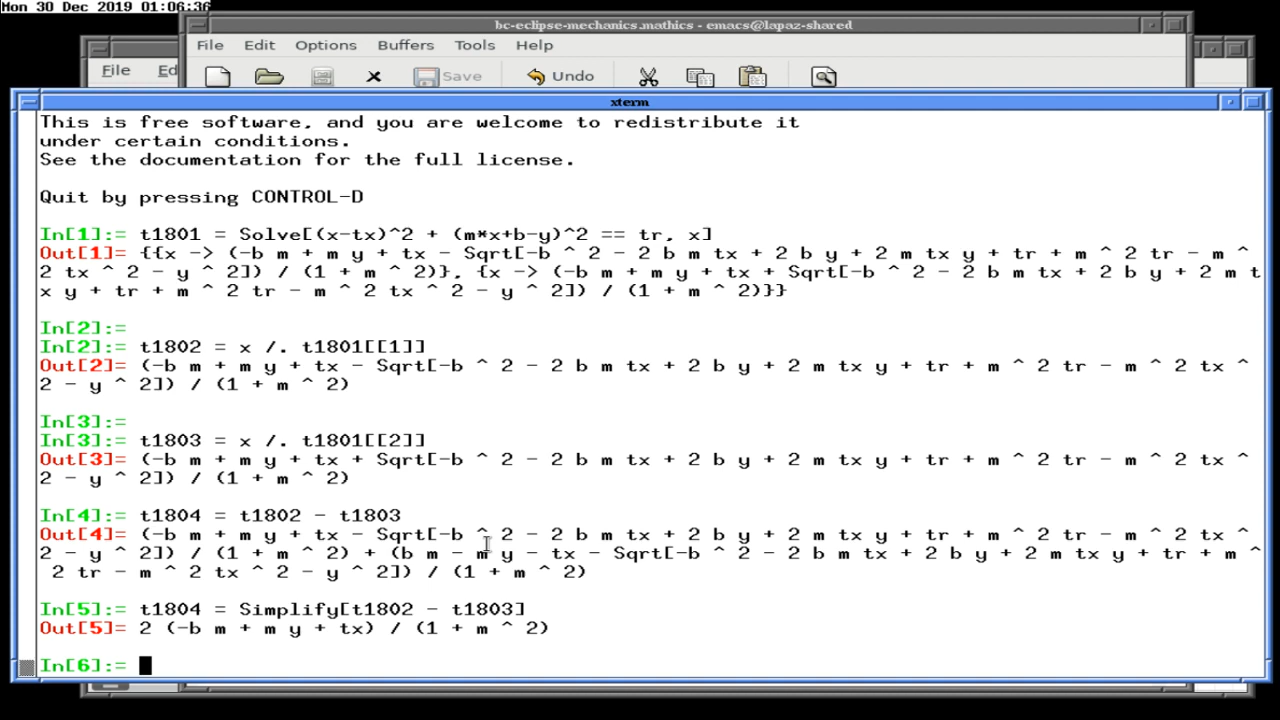 Mon 30 Dec 2019 01:06:36
bc-eclipse-mechanics.mathics - emacs@lapaz-shared
File Edit Options Buffers Tools Help
File Ed
Save Undo
xterm
This is free software, and you are welcome to redistribute it
under certain conditions.
See the documentation for the full license.
Quit by pressing CONTROL-D
In[1]:= t1801 = Solve[(x-tx)^2 + (m*x+b-y)^2 == tr, x]
Out[1]= {{x -> (-b m + m y + tx - Sqrt[-b ^ 2 - 2 b m tx + 2 b y + 2 m tx y + tr + m ^ 2 tr - m ^
2 tx ^ 2 - y ^ 2]) / (1 + m ^ 2)}, {x -> (-b m + m y + tx + Sqrt[-b ^ 2 - 2 b m tx + 2 b y + 2 m t
x y + tr + m ^ 2 tr - m ^ 2 tx ^ 2 - y ^ 2]) / (1 + m ^ 2)}}
In[2]:=
In[2]:= t1802 = x /. t1801[[1]]
Out[2]= (-b m + m y + tx - Sqrt[-b ^ 2 - 2 b m tx + 2 b y + 2 m tx y + tr + m ^ 2 tr - m ^ 2 tx ^
2 - y ^ 2]) / (1 + m ^ 2)
In[3]:=
In[3]:= t1803 = x /. t1801[[2]]
Out[3]= (-b m + m y + tx + Sqrt[-b ^ 2 - 2 b m tx + 2 b y + 2 m tx y + tr + m ^ 2 tr - m ^ 2 tx ^
2 - y ^ 2]) / (1 + m ^ 2)
In[4]:= t1804 = t1802 - t1803
Out[4]= (-b m + m y + tx - Sqrt[-b ^ 2 - 2 b m tx + 2 b y + 2 m tx y + tr + m ^ 2 tr - m ^ 2 tx ^
2 - y ^ 2]) / (1 + m ^ 2) + (b m - m y - tx - Sqrt[-b ^ 2 - 2 b m tx + 2 b y + 2 m tx y + tr + m ^
2 tr - m ^ 2 tx ^ 2 - y ^ 2]) / (1 + m ^ 2)
In[5]:= t1804 = Simplify[t1802 - t1803]
Out[5]= 2 (-b m + m y + tx) / (1 + m ^ 2)
In[6]:=